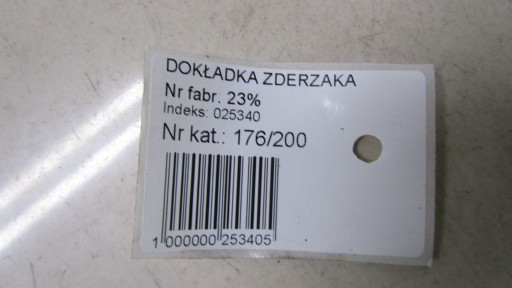 DOKŁADKA ZDERZAKA
Nr fabr. 23%
Indeks: 025340
Nr kat.: 176/200
1 000000 253405